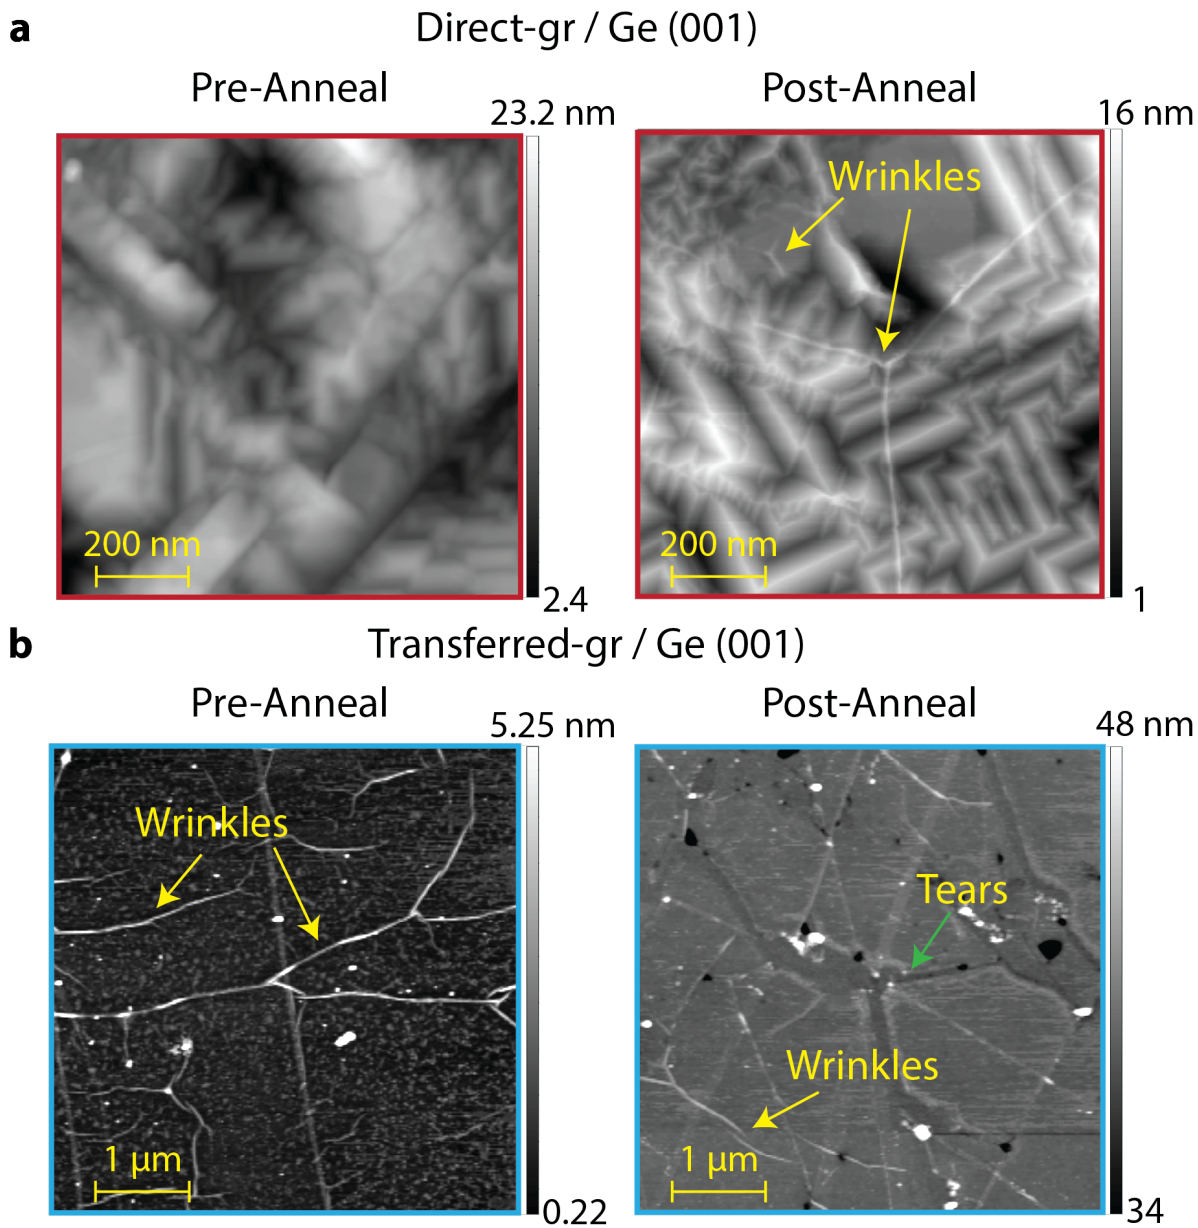 a
Direct-gr / Ge (001)
Pre-Anneal
23.2 nm
Post-Anneal
16 nm
Wrinkles
200 nm
2.4
200 nm
1
b
Transferred-gr / Ge (001)
Pre-Anneal
5.25 nm
Post-Anneal
48 nm
Wrinkles
1 μm
0.22
Tears
Wrinkles
1 μm
34